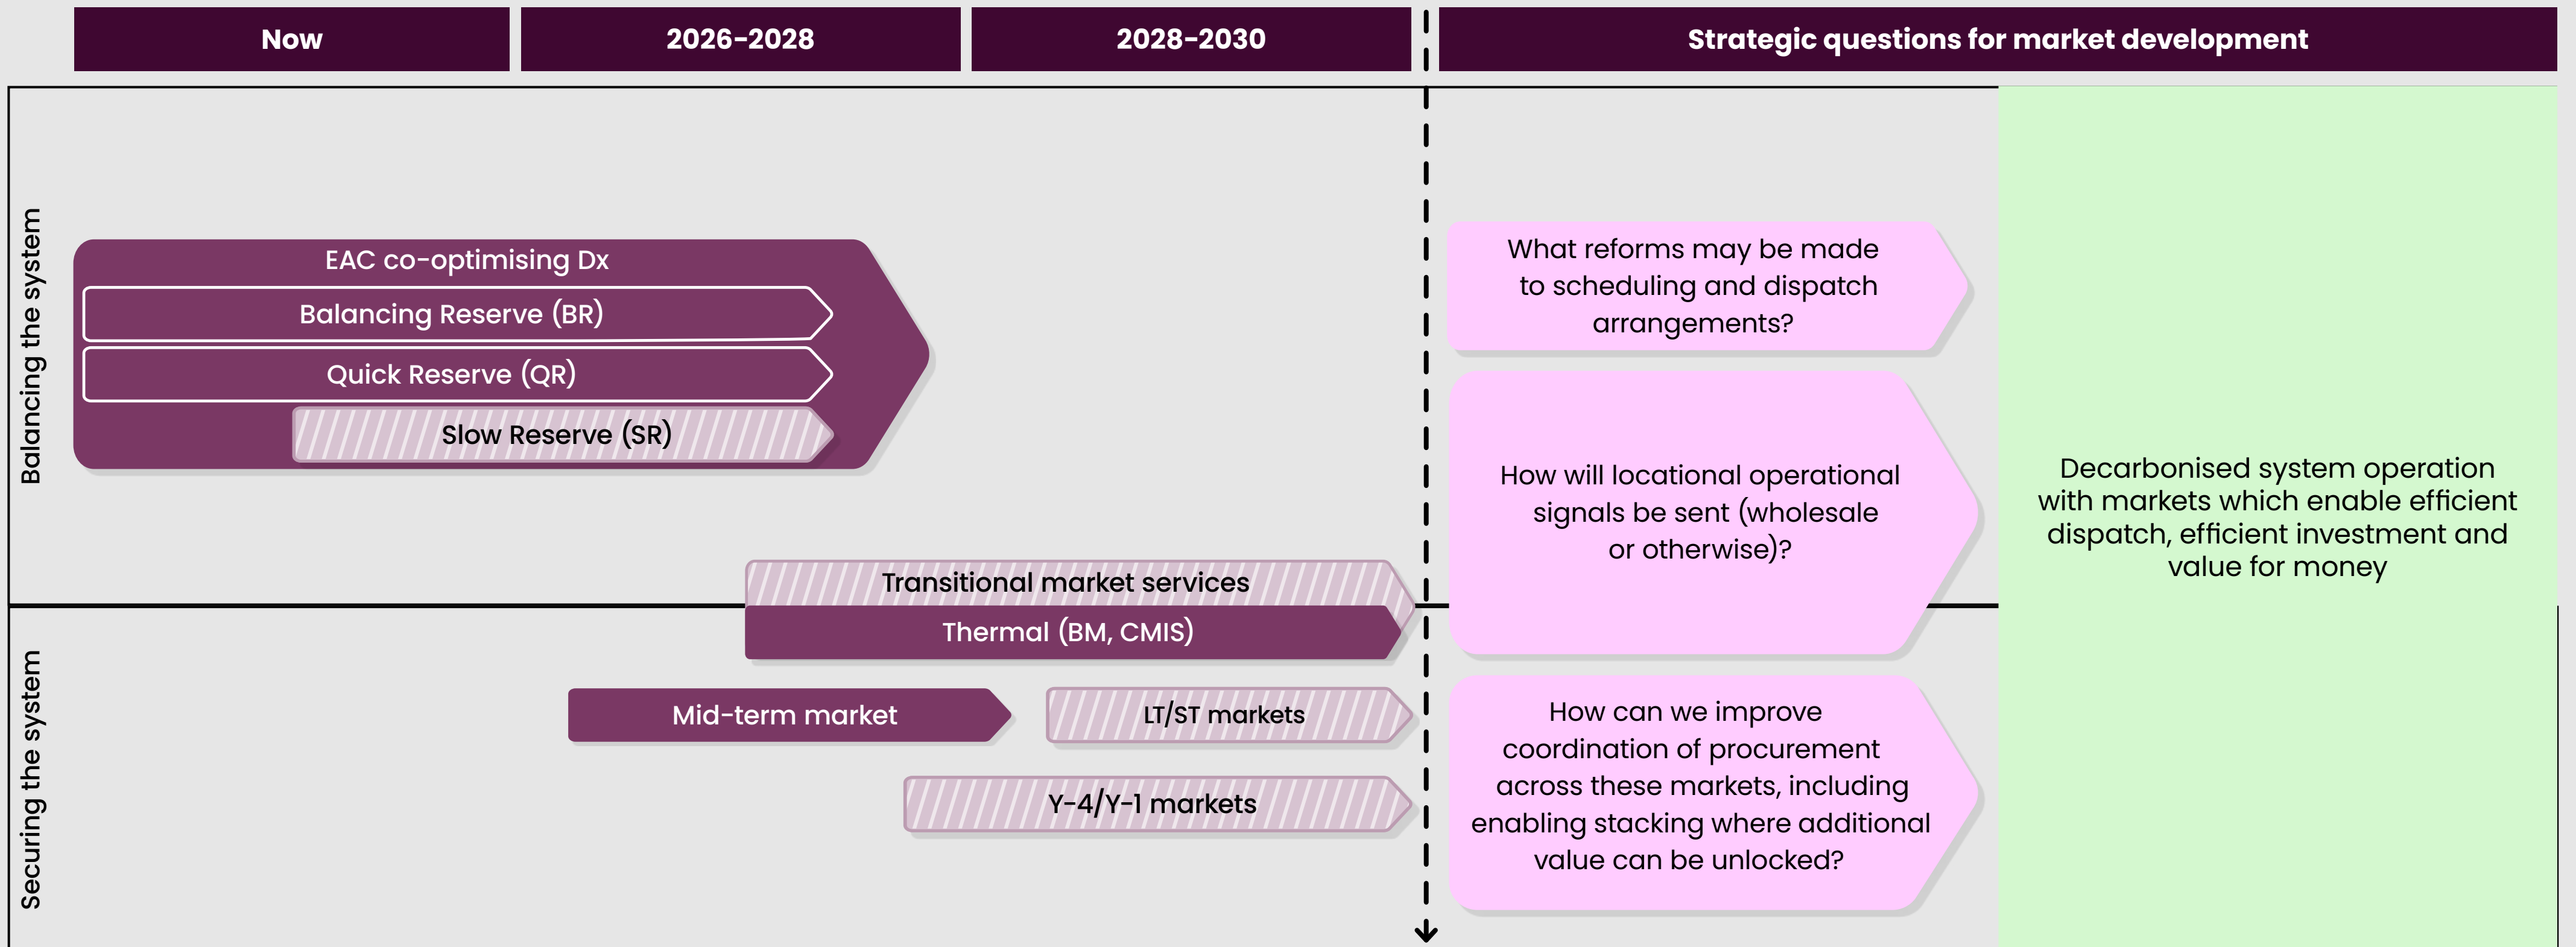 Now
2026-2028
2028-2030
Strategic questions for market development
Balancing the system
EAC co-optimising Dx
Balancing Reserve (BR)
Quick Reserve (QR)
Slow Reserve (SR)
Transitional market services
Securing the system
Thermal (BM, CMIS)
Mid-term market
LT/ST markets
Y-4/Y-1 markets
What reforms may be made
to scheduling and dispatch
arrangements?
How will locational operational
signals be sent (wholesale
or otherwise)?
How can we improve
coordination of procurement
across these markets, including
enabling stacking where additional
value can be unlocked?
Decarbonised system operation
with markets which enable efficient
dispatch, efficient investment and
value for money